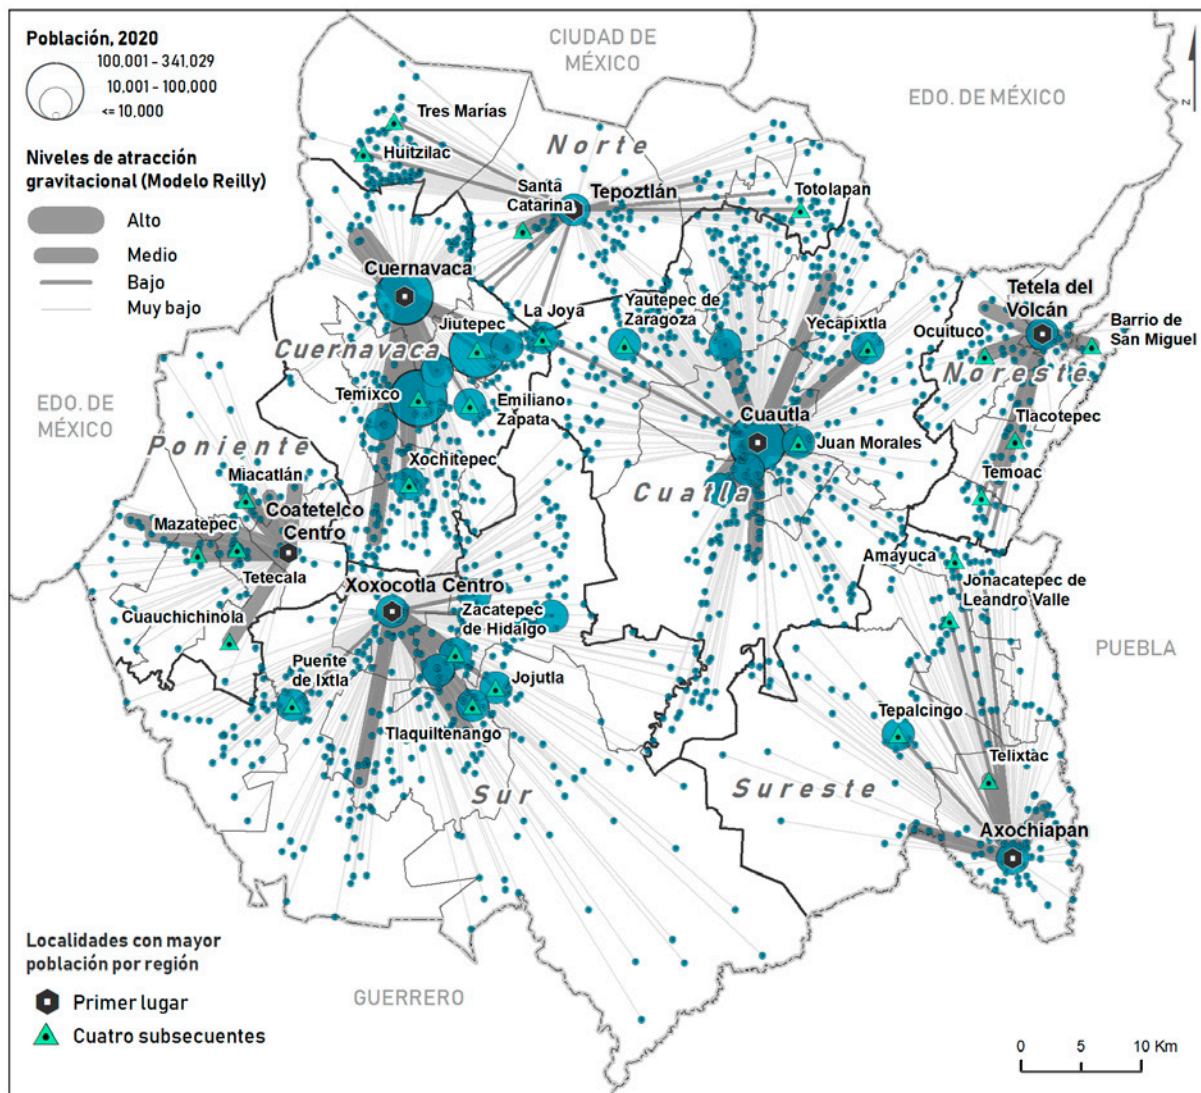 Población, 2020
100,001 - 341,029
10,001 - 100,000
<= 10,000
Niveles de atracción
gravitacional (Modelo Reilly)
Alto
Medio
Bajo
Muy bajo
CIUDAD DE
MÉXICO
EDO. DE MÉXICO
N
Tres Marías
Huitzilac
Norte
Santa
Catarina
Tepoztlán
Totolapan
Cuernavaca
Jiutepec
La Joya
Yautepec de
Zaragoza
Yecapixtla
Tetela del
Volcán
Ocuituco
Barrio de
San Miguel
Noreste
Cuernavaca
Temixco
Emiliano
Zapata
Cuautla
Juan Morales
Tlacotepec
Temoac
EDO. DE
MÉXICO
Poniente
Miacatlán
Xochitepec
Cuatla
Coatetelco
Centro
Mazatepec
Tetecala
Amayuca
Jonacatepec de
Leandro Valle
Xoxocotla Centro
Cuauchichinola
Zacatepec
de Hidalgo
PUEBLA
Puente
de Ixtla
Jojutla
Tlaquiltenango
Tepalcingo
Telixtac
Sur
Sureste
Axochiapan
Localidades con mayor
población por región
Primer lugar
Cuatro subsecuentes
GUERRERO
0 5 10 Km